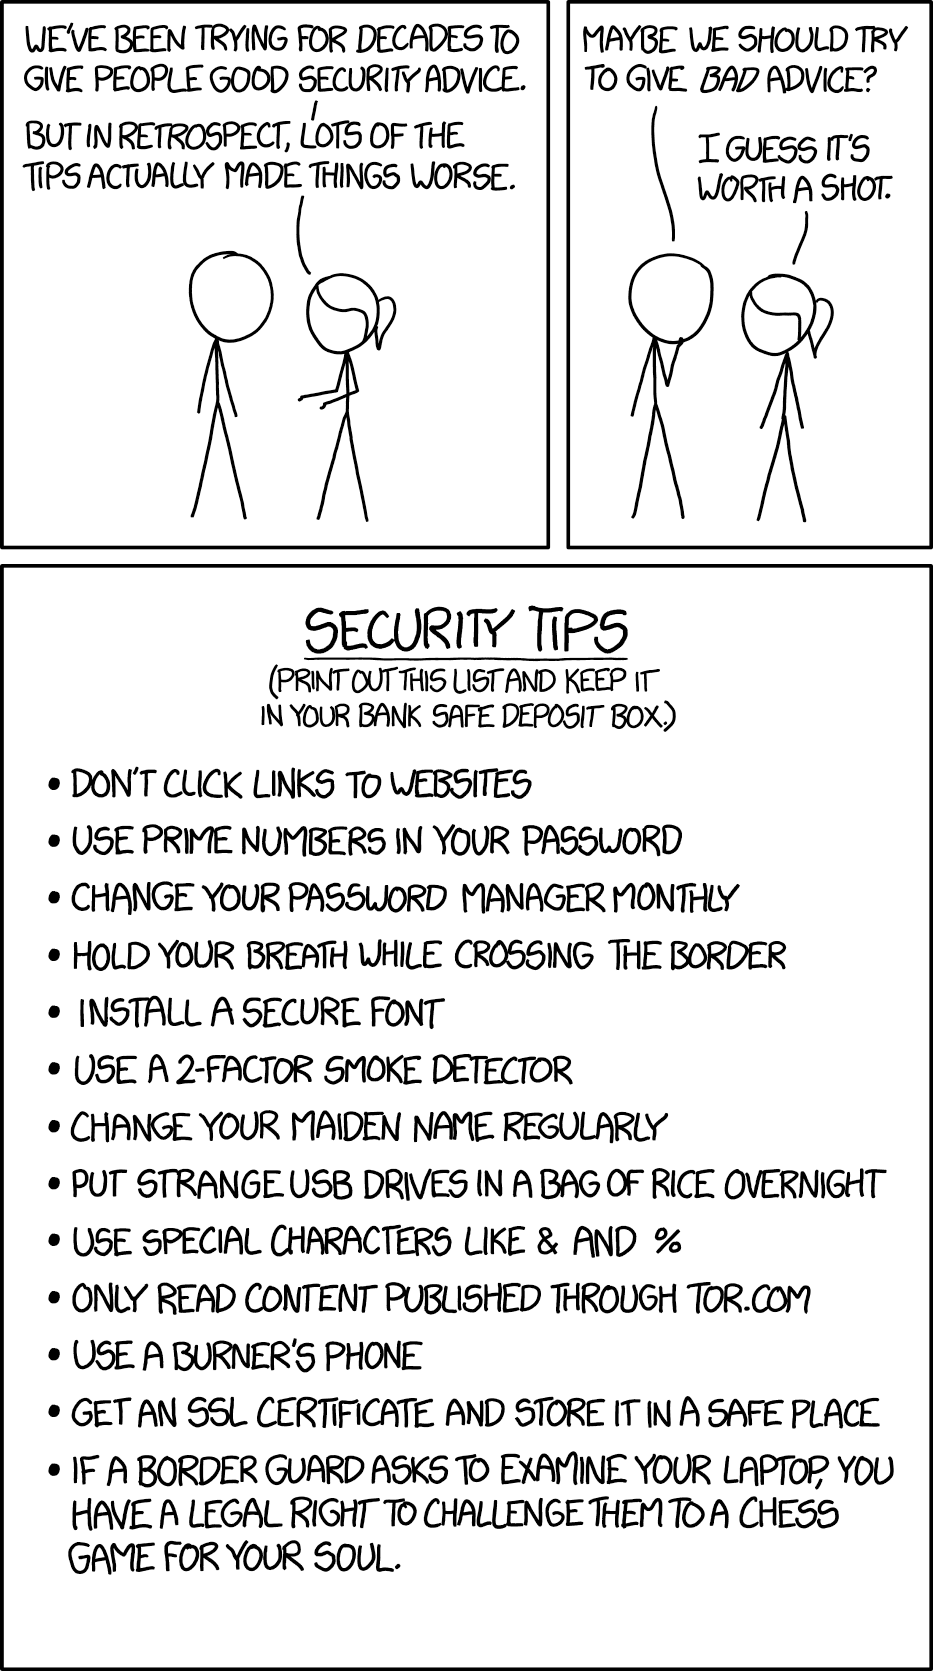 WE'VE BEEN TRYING FOR DECADES TO
GIVE PEOPLE GOOD SECURITY ADVICE.
BUT IN RETROSPECT, LOTS OF THE
TIPS ACTUALLY MADE THINGS WORSE.
MAYBE WE SHOULD TRY
TO GIVE BAD ADVICE?
I GUESS IT'S
WORTH A SHOT.
SECURITY TIPS
(PRINT OUT THIS LIST AND KEEP IT
IN YOUR BANK SAFE DEPOSIT BOX.)
• DON'T CLICK LINKS TO WEBSITES
• USE PRIME NUMBERS IN YOUR PASSWORD
• CHANGE YOUR PASSWORD MANAGER MONTHLY
• HOLD YOUR BREATH WHILE CROSSING THE BORDER
• INSTALL A SECURE FONT
• USE A 2-FACTOR SMOKE DETECTOR
• CHANGE YOUR MAIDEN NAME REGULARLY
• PUT STRANGE USB DRIVES IN A BAG OF RICE OVERNIGHT
• USE SPECIAL CHARACTERS LIKE & AND %
• ONLY READ CONTENT PUBLISHED THROUGH TOR.COM
• USE A BURNER'S PHONE
• GET AN SSL CERTIFICATE AND STORE IT IN A SAFE PLACE
• IF A BORDER GUARD ASKS TO EXAMINE YOUR LAPTOP, YOU
HAVE A LEGAL RIGHT TO CHALLENGE THEM TO A CHESS
GAME FOR YOUR SOUL.